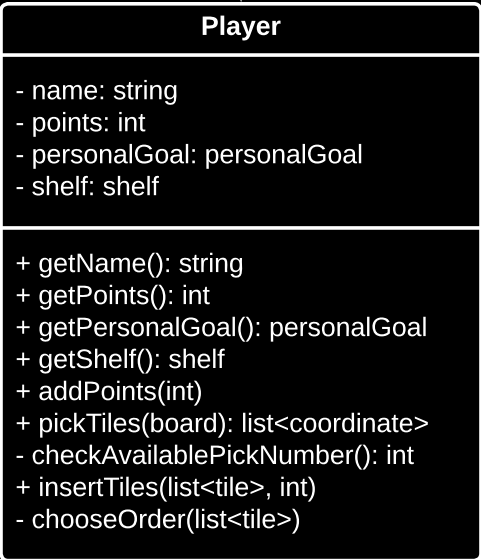 Player
- name: string
- points: int
- personalGoal: personalGoal
- shelf: shelf
+ getName(): string
+ getPoints(): int
+ getPersonalGoal(): personalGoal
+ getShelf(): shelf
+ addPoints(int)
+ pickTiles(board): list<coordinate>
- checkAvailablePickNumber(): int
+ insertTiles(list<tile>, int)
- chooseOrder(list<tile>)